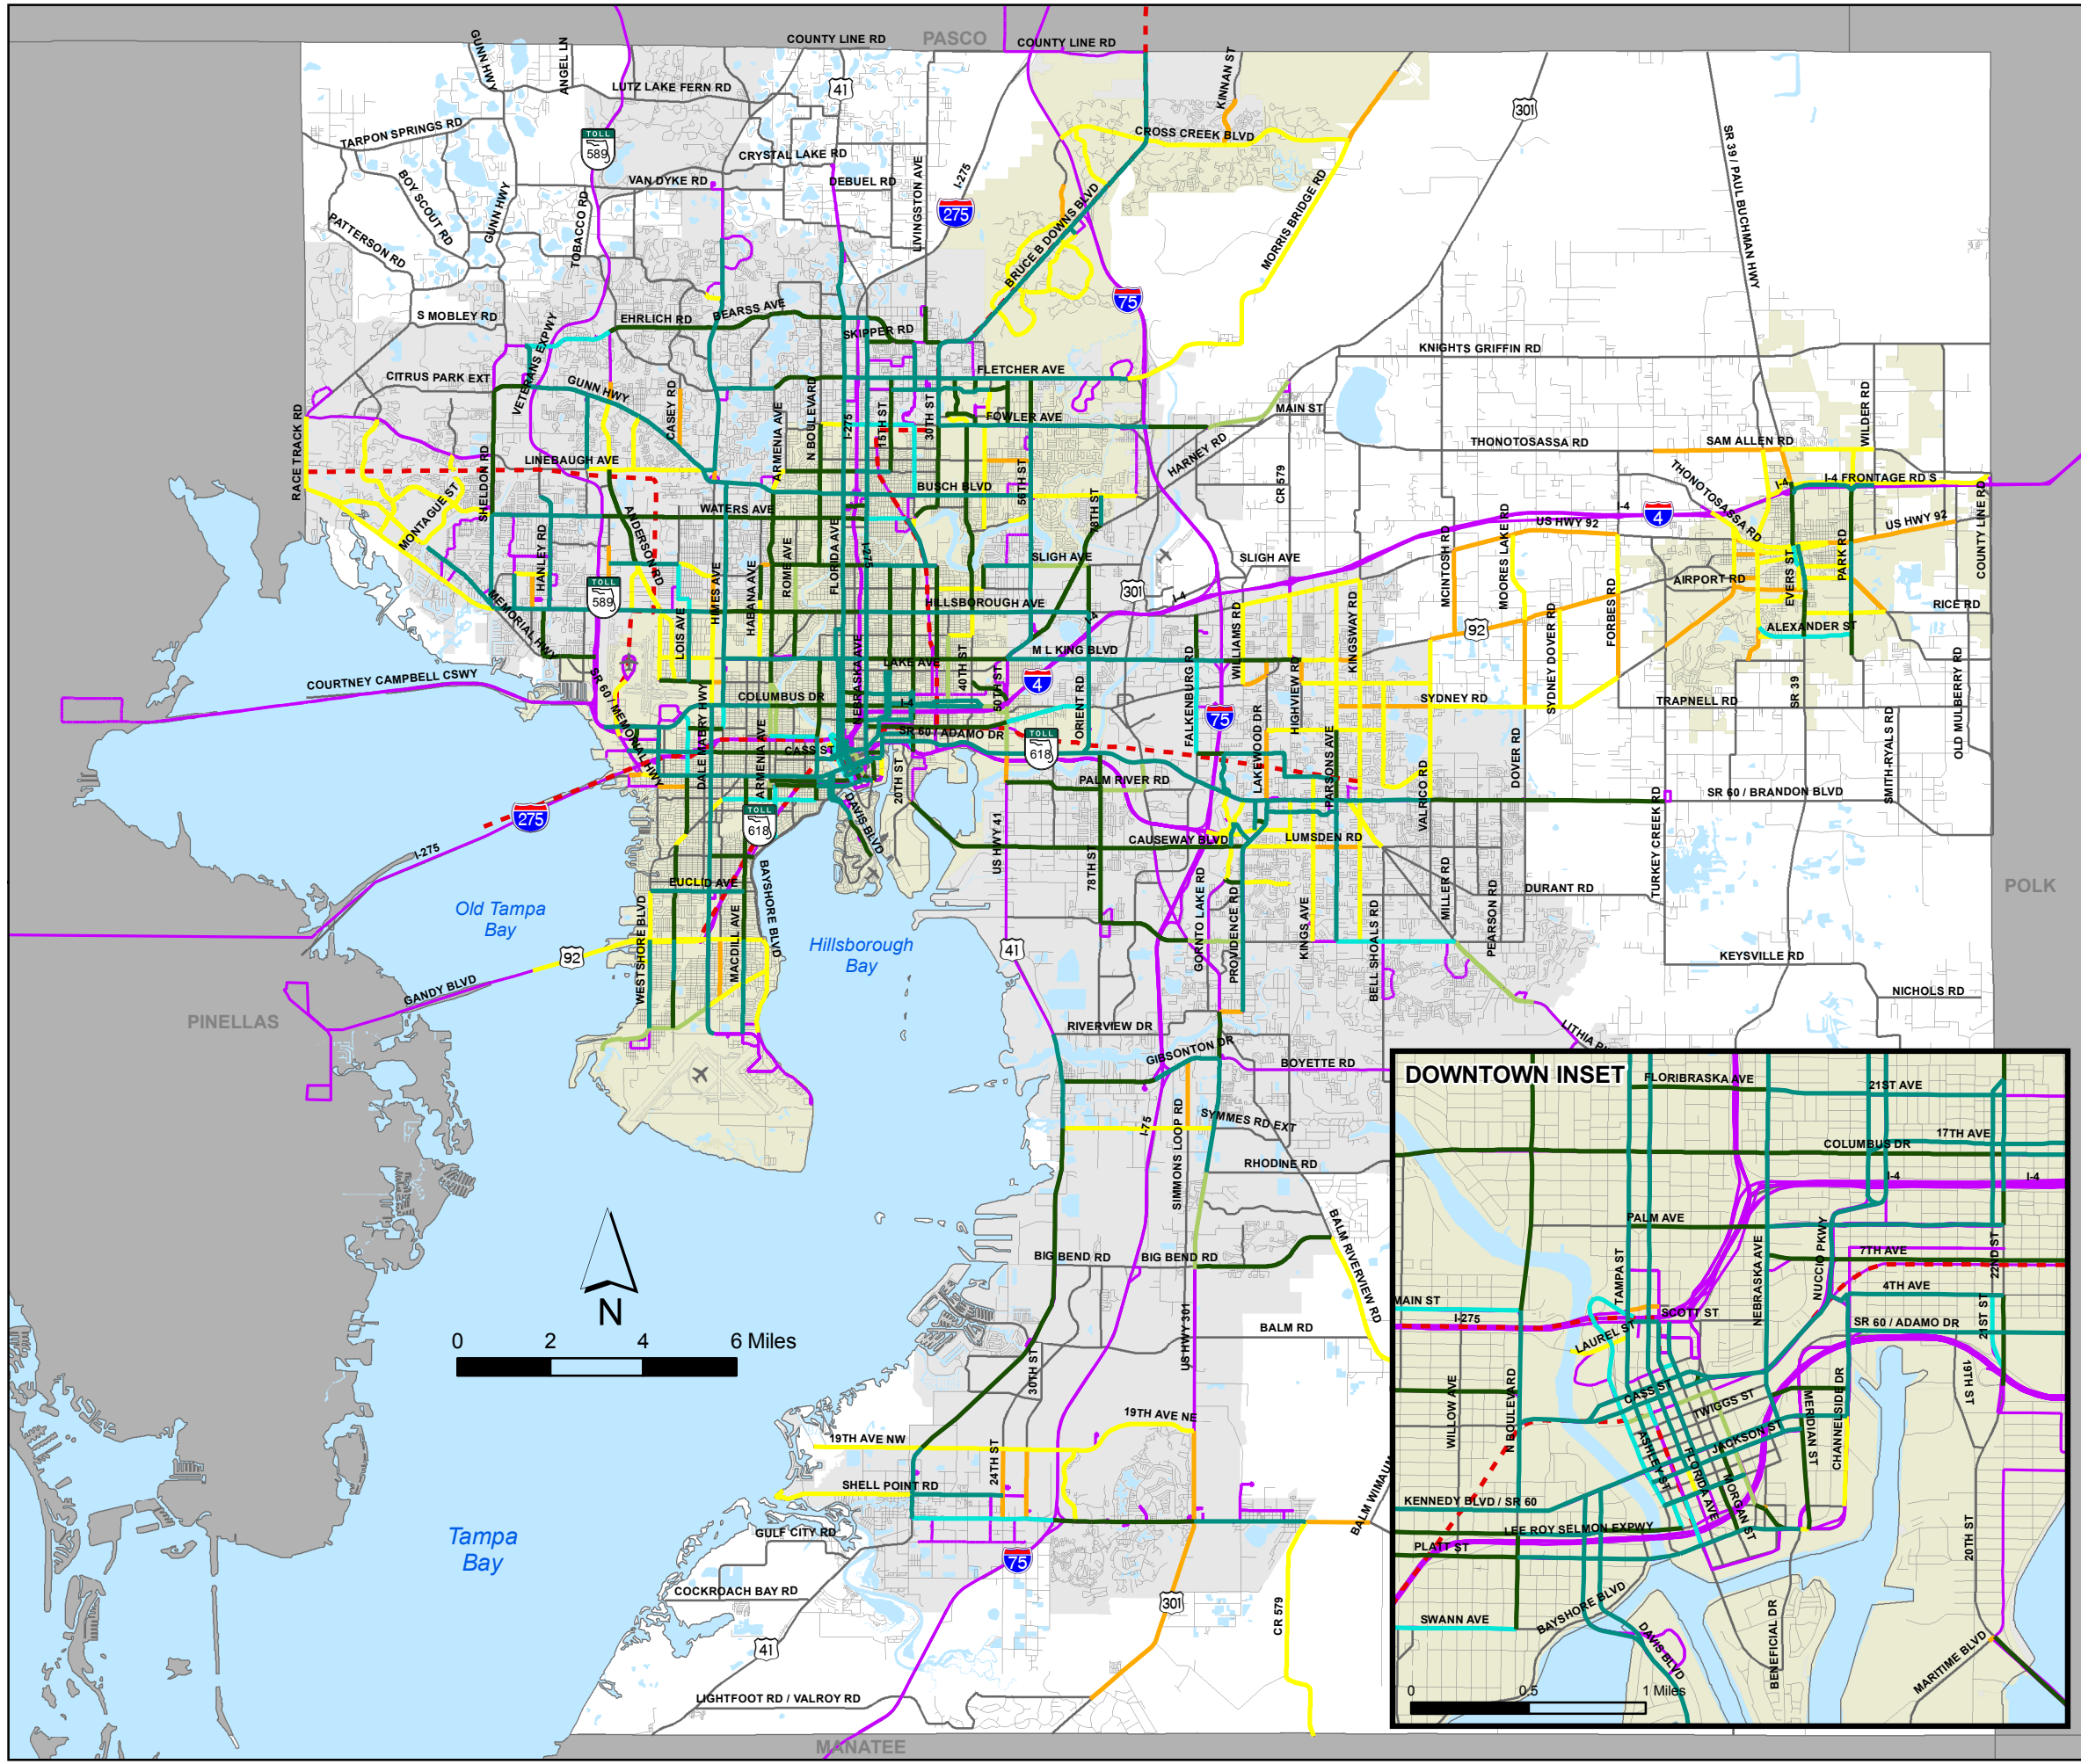 PASCO
COUNTY LINE RD
COUNTY LINE RD
GUNN HWY
ANGEL LN
LUTZ LAKE FERN RD
41
KINNAN ST
301
TARPON SPRINGS RD
TOLL
589
CRYSTAL LAKE RD
CROSS CREEK BLVD
SR 39 / PAUL BUCHMAN HWY
BOY SCOUT RD
VAN DYKE RD
DEBUEL RD
LIVINGSTON AVE
I-275
275
PATTERSON RD
GUNN HWY
TOBACCO RD
BRUCE B DOWNS BLVD
MORRIS BRIDGE RD
75
S MOBLEY RD
EHRLICH RD
BEARSS AVE
SKIPPER RD
VETERANS EXPWY
KNIGHTS GRIFFIN RD
CITRUS PARK EXT
GUNN HWY
CASEY RD
FLETCHER AVE
RACE TRACK RD
ARMENIA AVE
N BOULEVARD
I-275
15TH ST
30TH ST
FOWLER AVE
MAIN ST
HARNEY RD
WILDER RD
THONOTOSASSA RD
SAM ALLEN RD
SHELDON RD
LINEBAUGH AVE
56TH ST
CR 579
MONTAGUE ST
BUSCH BLVD
THONOTOSASSA RD
I-4
I-4 FRONTAGE RD S
COUNTY LINE RD
WATERS AVE
ANDERSON RD
FLORIDA AVE
78TH ST
I-4
4
US HWY 92
US HWY 92
HANLEY RD
HIMES AVE
HABANA AVE
ROME AVE
I-275
SLIGH AVE
SLIGH AVE
MCINTOSH RD
MOORES LAKE RD
PARK RD
TOLL
589
301
I-4
AIRPORT RD
EVERS ST
MEMORIAL HWY
LOIS AVE
HILLSBOROUGH AVE
I-4
WILLIAMS RD
KINGSWAY RD
92
SYDNEY DOVER RD
FORBES RD
RICE RD
ALEXANDER ST
M L KING BLVD
LAKE AVE
NEBRASKA AVE
40TH ST
50TH ST
4
COURTNEY CAMPBELL CSWY
SR 60 / MEMORIAL HWY
DALE MABRY HWY
COLUMBUS DR
I-4
ORIENT RD
FALKENBURG RD
75
LAKEWOOD DR
HIGHVIEW RD
SYDNEY RD
TRAPNELL RD
SR 39
OLD MULBERRY RD
SMITH-RYALS RD
ARMENIA AVE
CASS ST
SR 60 / ADAMO DR
TOLL
618
PARSONS AVE
DOVER RD
20TH ST
PALM RIVER RD
VALRICO RD
SR 60 / BRANDON BLVD
TURKEY CREEK RD
275
I-275
TOLL
618
DAVIS BLVD
US HWY 41
CAUSEWAY BLVD
LUMSDEN RD
78TH ST
EUCLID AVE
BAYSHORE BLVD
MILLER RD
PEARSON RD
DURANT RD
POLK
Old Tampa
Bay
WESTSHORE BLVD
MACDILL AVE
Hillsborough
Bay
41
GORNTO LAKE RD
PROVIDENCE RD
KINGS AVE
BELL SHOALS RD
KEYSVILLE RD
92
GANDY BLVD
PINELLAS
NICHOLS RD
RIVERVIEW DR
GIBSONTON DR
BOYETTE RD
LITHIA PI
I-75
SIMMONS LOOP RD
SYMMES RD EXT
RHODINE RD
BIG BEND RD
BIG BEND RD
BALM RIVERVIEW RD
N
0 2 4 6 Miles
30TH ST
US HWY 301
BALM RD
19TH AVE NE
19TH AVE NW
24TH ST
SHELL POINT RD
BALM WIMAUM
Tampa
Bay
GULF CITY RD
75
COCKROACH BAY RD
301
CR 579
41
LIGHTFOOT RD / VALROY RD
MANATEE
DOWNTOWN INSET
FLORIBRASKA AVE
21ST AVE
17TH AVE
COLUMBUS DR
I-4
I-4
PALM AVE
NUCCIO PKWY
7TH AVE
22ND ST
TAMPA ST
NEBRASKA AVE
4TH AVE
MAIN ST
I-275
SCOTT ST
SR 60 / ADAMO DR
21ST ST
LAUREL ST
WILLOW AVE
N BOULEVARD
CASS ST
TWIGGS ST
MERIDIAN ST
CHANNELSIDE DR
19TH ST
ASHLEY ST
FLORIDA AVE
JACKSON ST
MORGAN ST
KENNEDY BLVD / SR 60
LEE ROY SELMON EXPWY
PLATT ST
20TH ST
SWANN AVE
BAYSHORE BLVD
DAVIS BLVD
BENEFICIAL DR
MARITIME BLVD
0 0.5 1 Miles